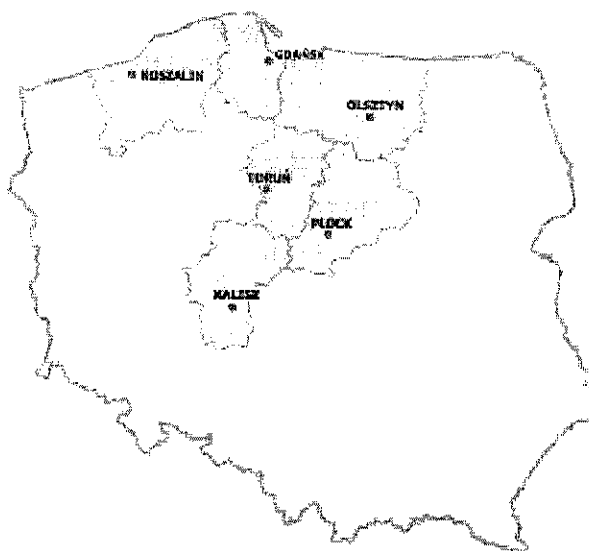 GDAŃSK
KOSZALIN
OLSZTYN
TORUŃ
PŁOCK
KALISZ